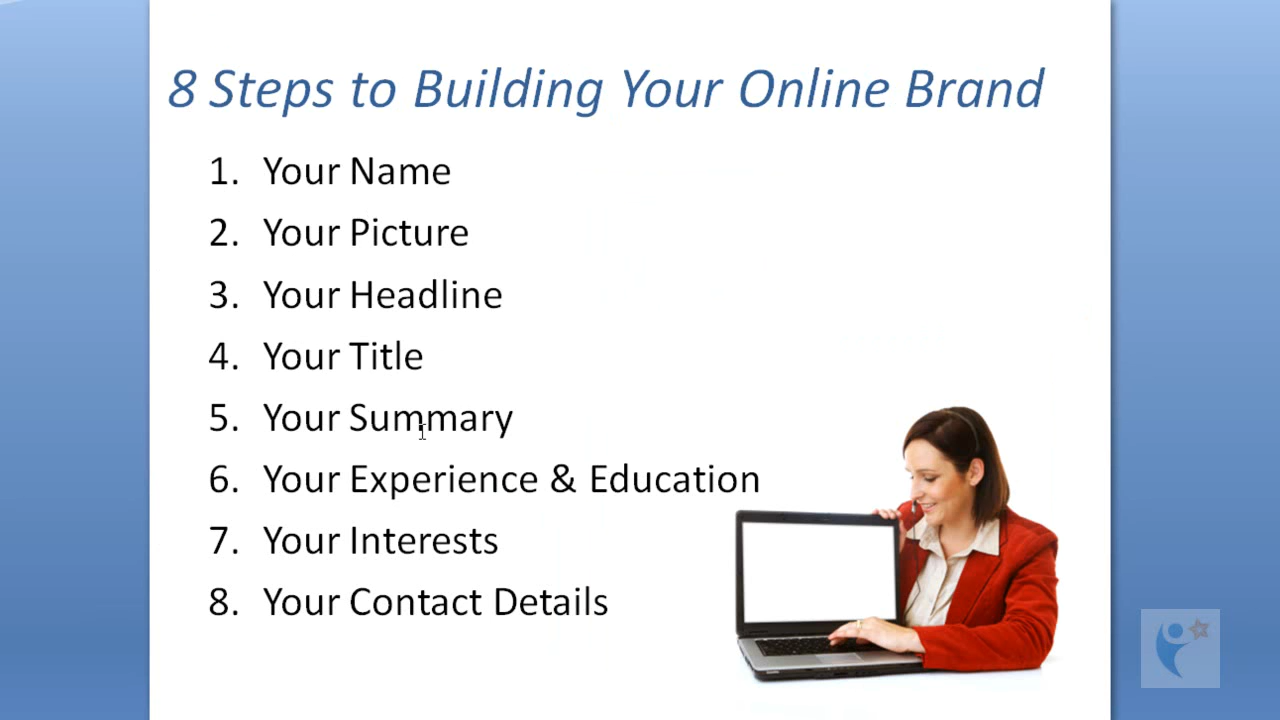 8 Steps to Building Your Online Brand
1. Your Name
2. Your Picture
3. Your Headline
4. Your Title
5. Your Summary
6. Your Experience & Education
7. Your Interests
8. Your Contact Details